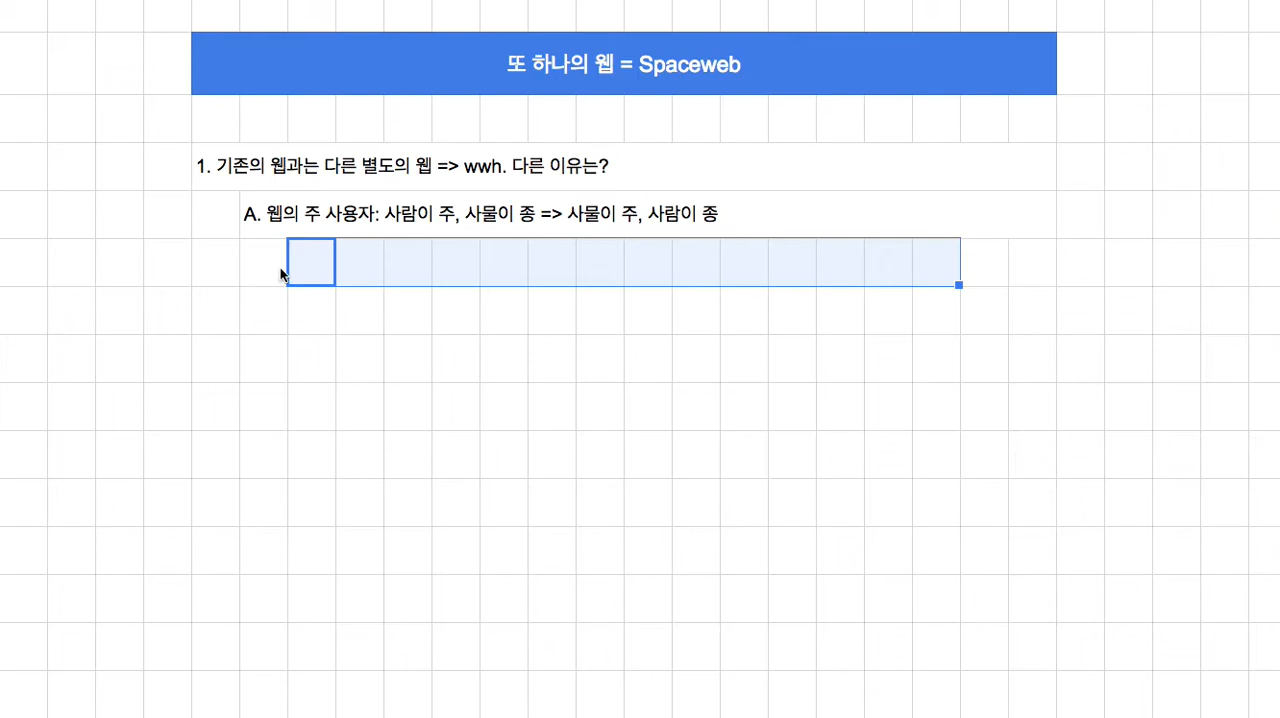 또 하나의 웹 = Spaceweb
1. 기존의 웹과는 다른 별도의 웹 => wwh. 다른 이유는?
A. 웹의 주 사용자: 사람이 주, 사물이 종 => 사물이 주, 사람이 종